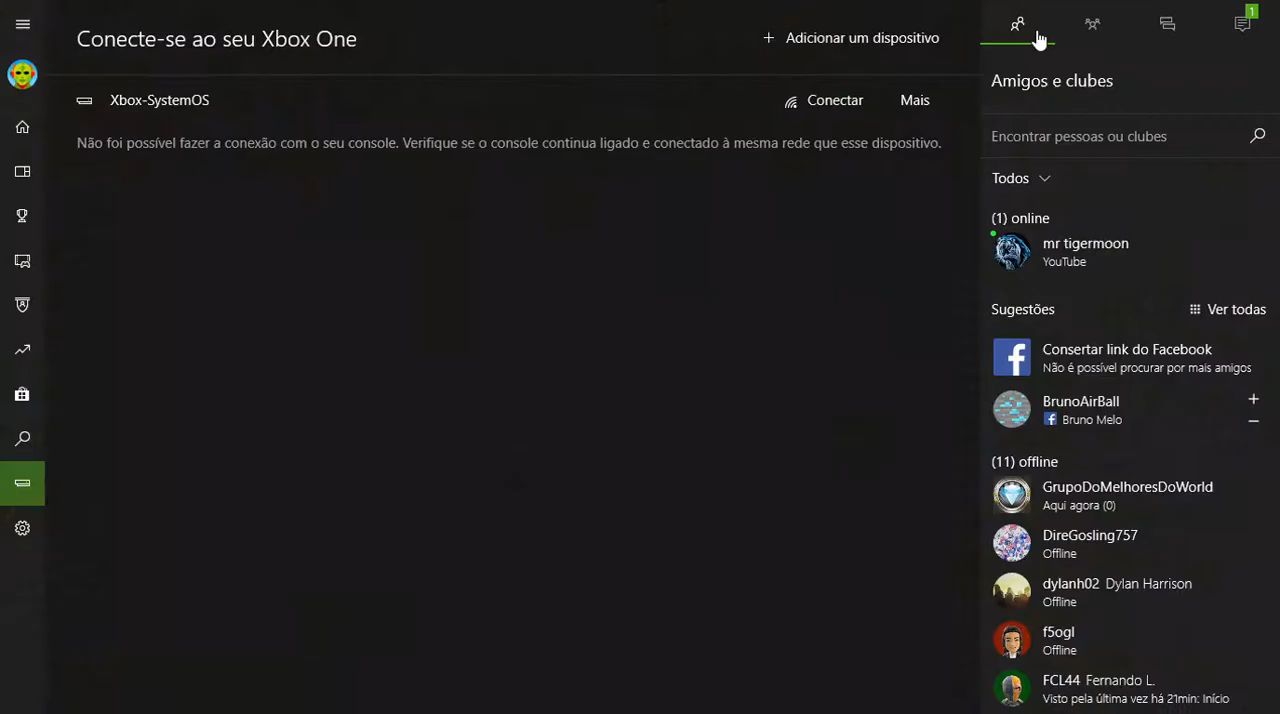 Conecte-se ao seu Xbox One
+ Adicionar um dispositivo
Xbox-SystemOS
Conectar
Mais
Não foi possível fazer a conexão com o seu console. Verifique se o console continua ligado e conectado à mesma rede que esse dispositivo.
1
Amigos e clubes
Encontrar pessoas ou clubes
Todos
(1) online
mr tigermoon
YouTube
Sugestões
Ver todas
Consertar link do Facebook
Não é possível procurar por mais amigos
BrunoAirBall
Bruno Melo
(11) offline
GrupoDoMelhoresDoWorld
Aqui agora (0)
DireGosling757
Offline
dylanh02 Dylan Harrison
Offline
f5ogl
Offline
FCL44 Fernando L.
Visto pela última vez há 21min: Início